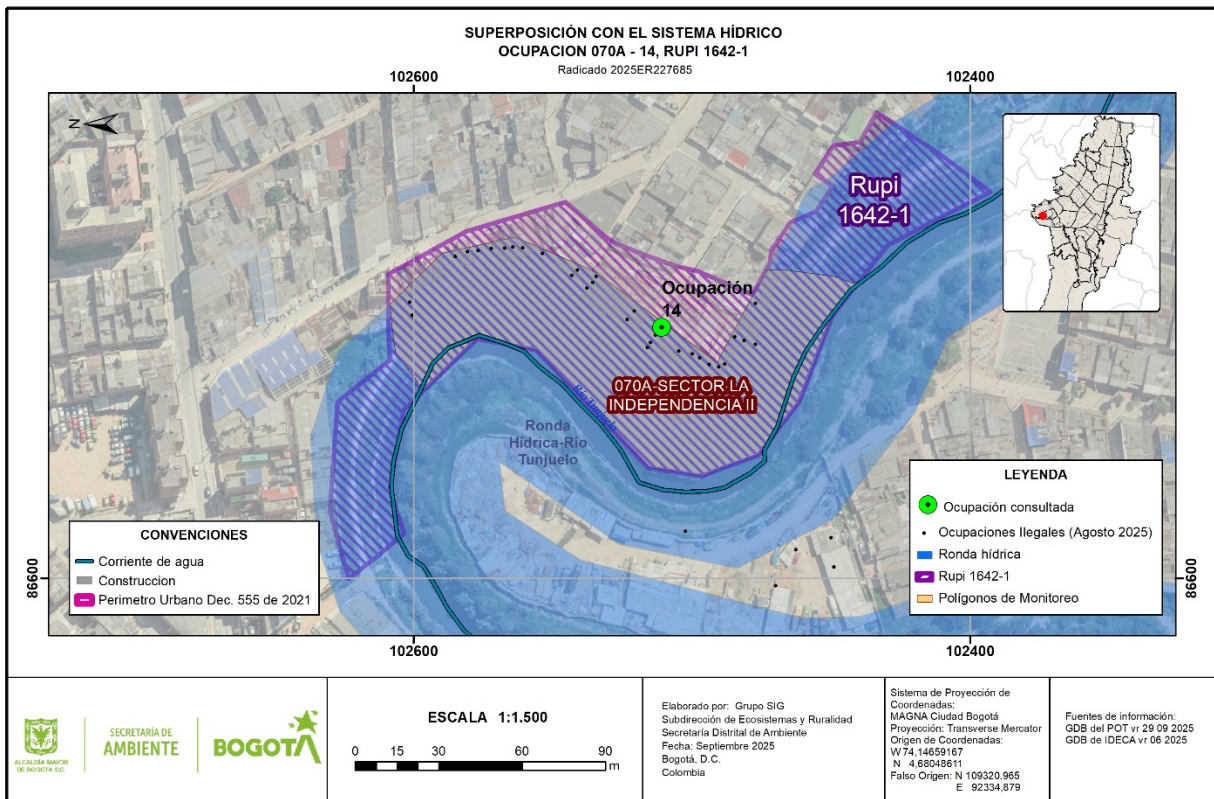 SUPERPOSICIÓN CON EL SISTEMA HÍDRICO
OCUPACION 070A - 14, RUPI 1642-1
Radicado 2025ER227685
102600
102400
N
Rupi
1642-1
Ocupación
14
070A-SECTOR LA
INDEPENDENCIA II
Río Tunjuelo
Ronda
Hídrica-Río
Tunjuelo
CONVENCIONES
Corriente de agua
Construccion
Perimetro Urbano Dec. 555 de 2021
LEYENDA
Ocupación consultada
Ocupaciones Ilegales (Agosto 2025)
Ronda hídrica
Rupi 1642-1
Polígonos de Monitoreo
86600
86600
102600
102400
ALCALDÍA MAYOR
DE BOGOTÁ D.C.
SECRETARÍA DE
AMBIENTE
BOGOTÁ
ESCALA 1:1.500
0 15 30 60 90
m
Elaborado por: Grupo SIG
Subdirección de Ecosistemas y Ruralidad
Secretaría Distrital de Ambiente
Fecha: Septiembre 2025
Bogotá, D.C.
Colombia
Sistema de Proyección de
Coordenadas:
MAGNA Ciudad Bogotá
Proyección: Transverse Mercator
Origen de Coordenadas:
W 74,14659167
N 4,68048611
Falso Origen: N 109320,965
E 92334,879
Fuentes de información:
GDB del POT vr 29 09 2025
GDB de IDECA vr 06 2025